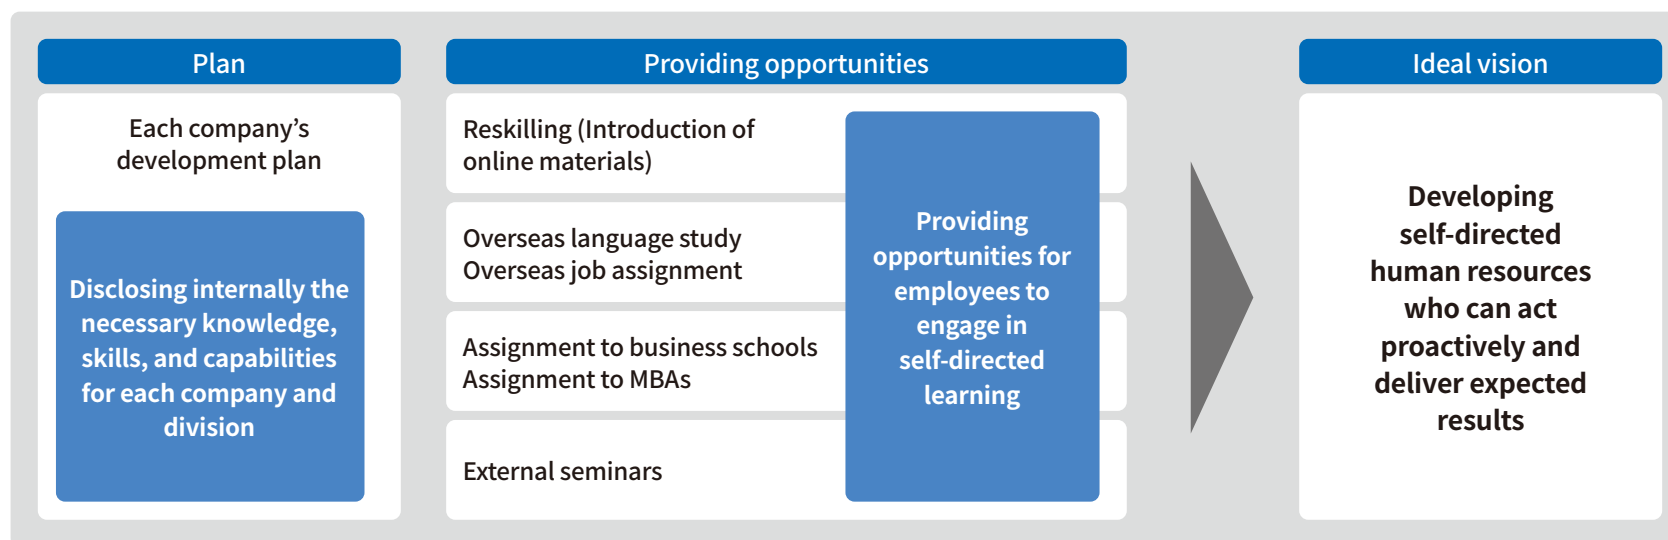 Plan
Each company’s
development plan
Disclosing internally the
necessary knowledge,
skills, and capabilities
for each company and
division
Providing opportunities
Reskilling (Introduction of
online materials)
Overseas language study
Overseas job assignment
Assignment to business schools
Assignment to MBAs
External seminars
Providing
opportunities for
employees to
engage in
self-directed
learning
Ideal vision
Developing
self-directed
human resources
who can act
proactively and
deliver expected
results